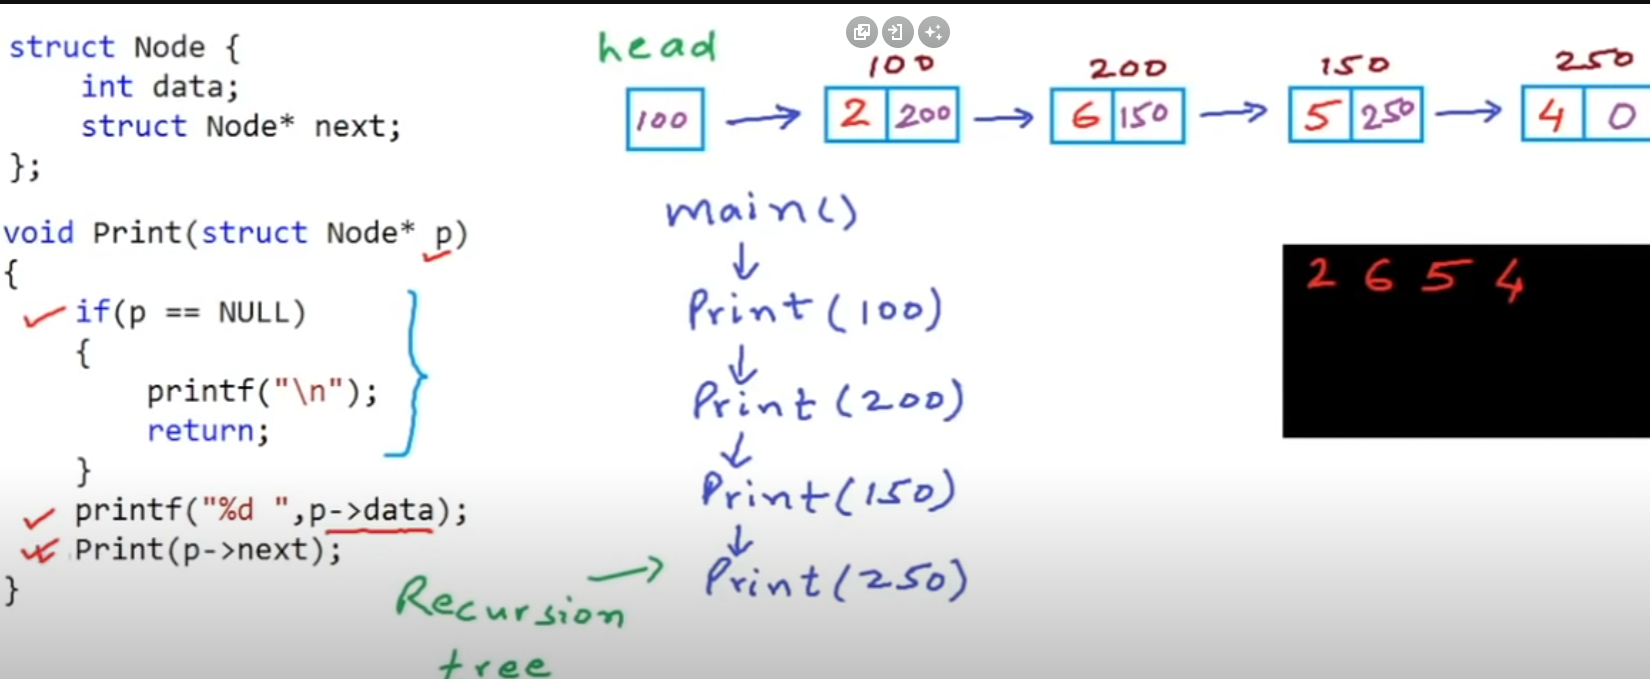 struct Node {
int data;
struct Node* next;
};
void Print(struct Node* p)
{
if(p == NULL)
{
printf("\n");
return;
}
printf("%d ",p->data);
Print(p->next);
}
head
100 200 150 250
100 2 200 6 150 5 250 4 0
main()
Print(100)
Print(200)
Print(150)
Print(250)
Recursion
tree
2 6 5 4